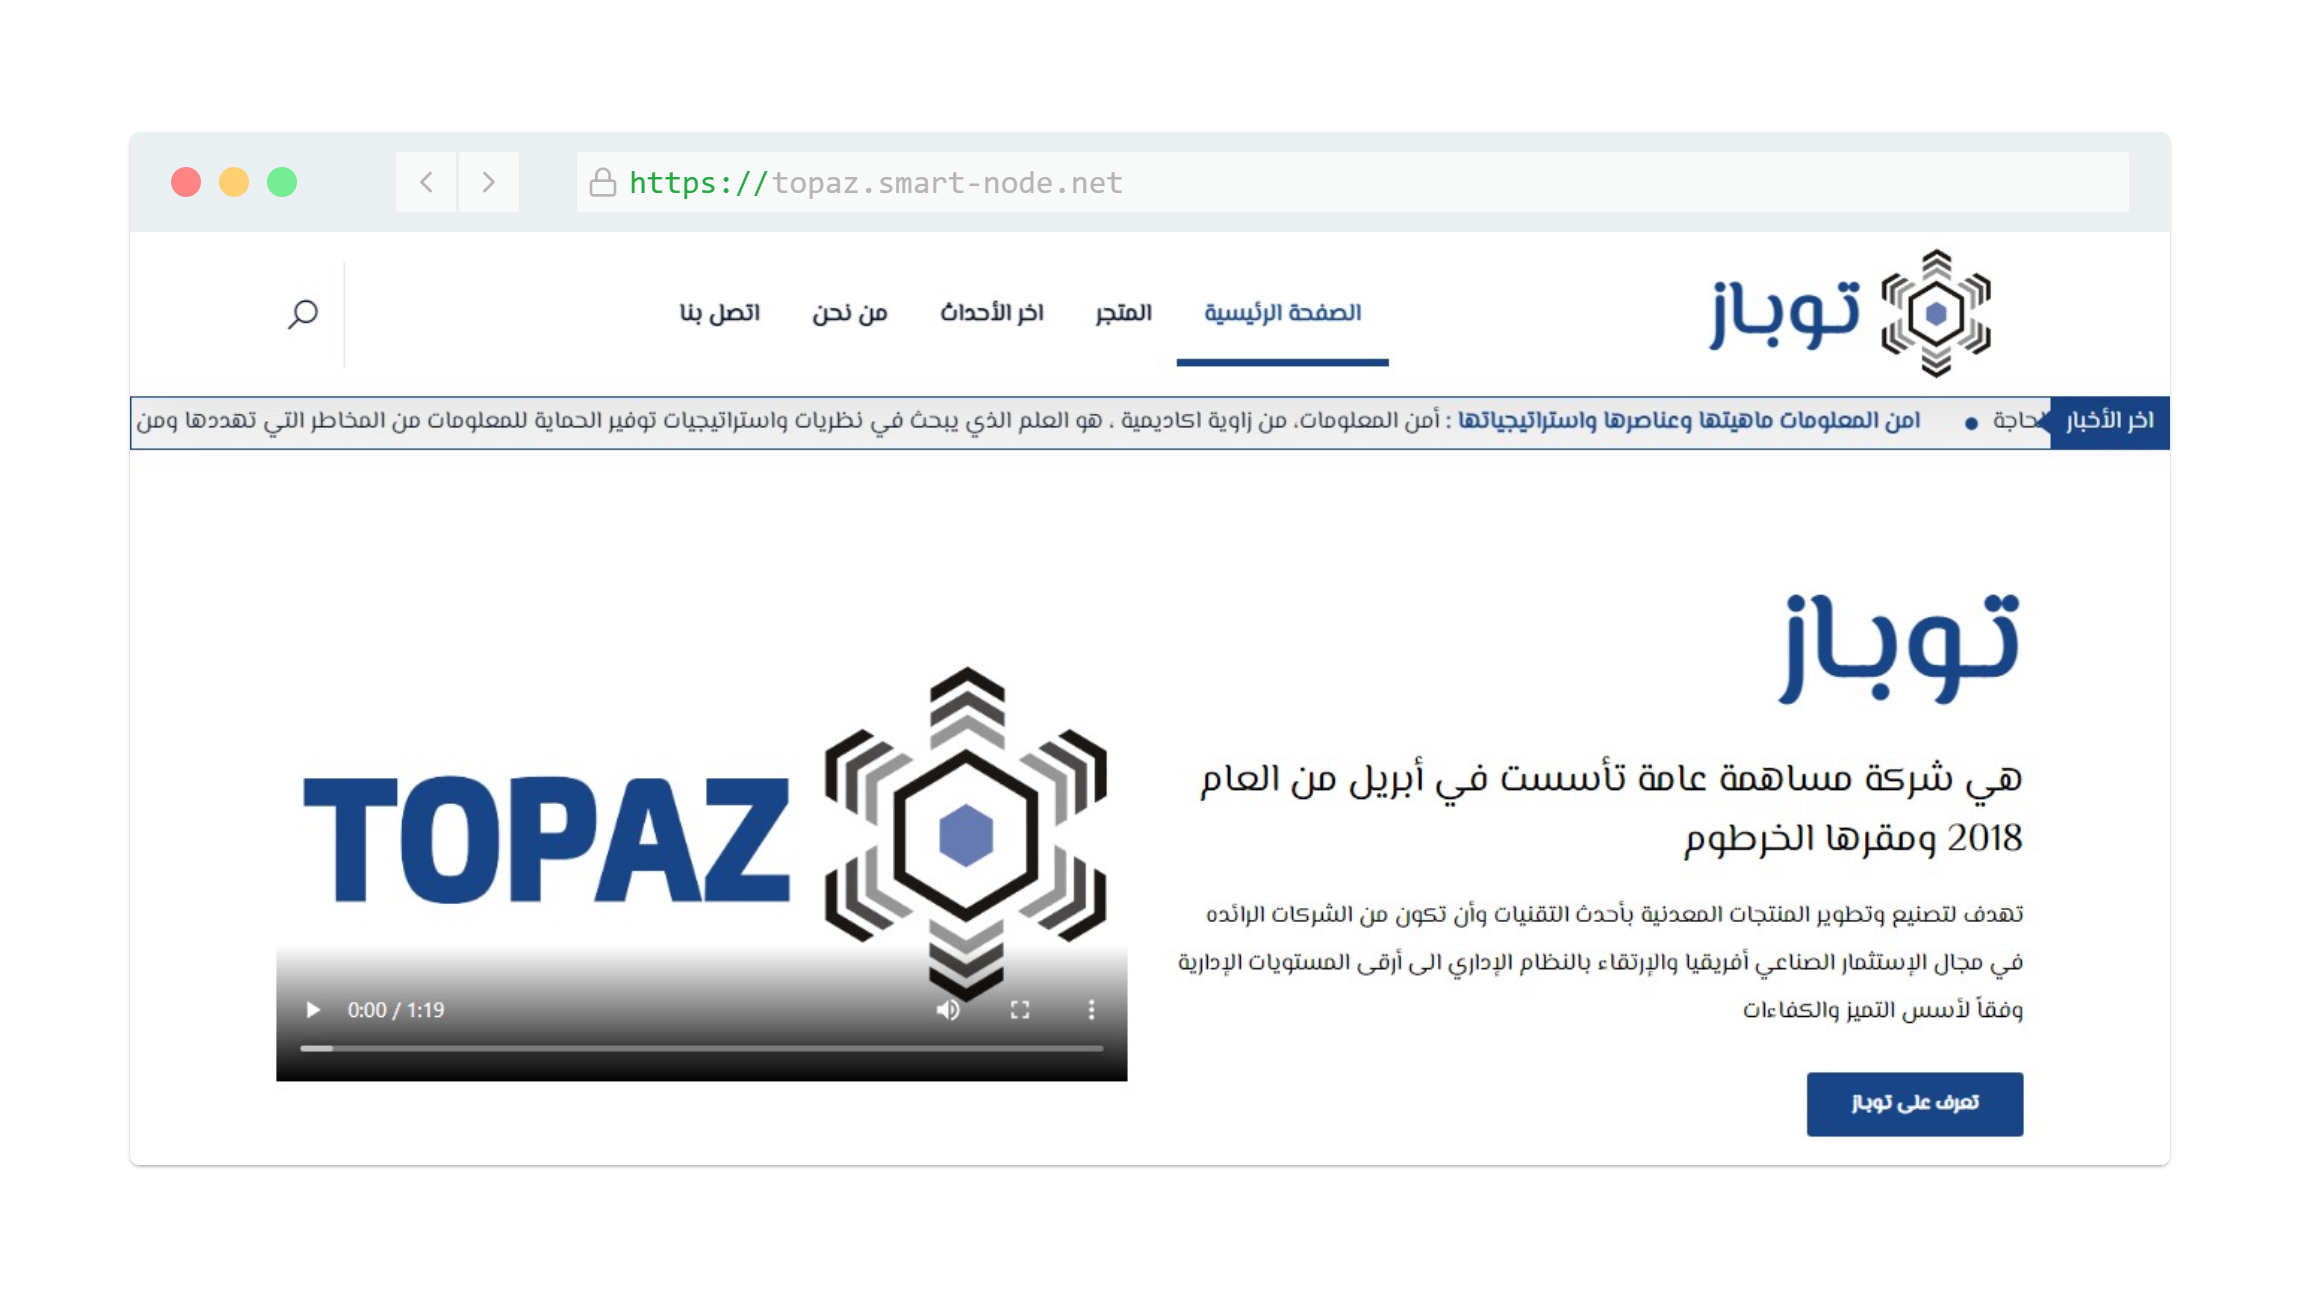 https://topaz.smart-node.net
توباز
الصفحة الرئيسية
المتجر
اخر الأحداث
من نحن
اتصل بنا
اخر الأخبار
لحاجة • امن المعلومات ماهيتها وعناصرها واستراتيجياتها : أمن المعلومات، من زاوية اكاديمية ، هو العلم الذي يبحث في نظريات واستراتيجيات توفير الحماية للمعلومات من المخاطر التي تهددها ومن
توباز
هي شركة مساهمة عامة تأسست في أبريل من العام
2018 ومقرها الخرطوم
تهدف لتصنيع وتطوير المنتجات المعدنية بأحدث التقنيات وأن تكون من الشركات الرائده
في مجال الإستثمار الصناعي أفريقيا والإرتقاء بالنظام الإداري الى أرقى المستويات الإدارية
وفقاً لأسس التميز والكفاءات
تعرف على توباز
TOPAZ
0:00 / 1:19